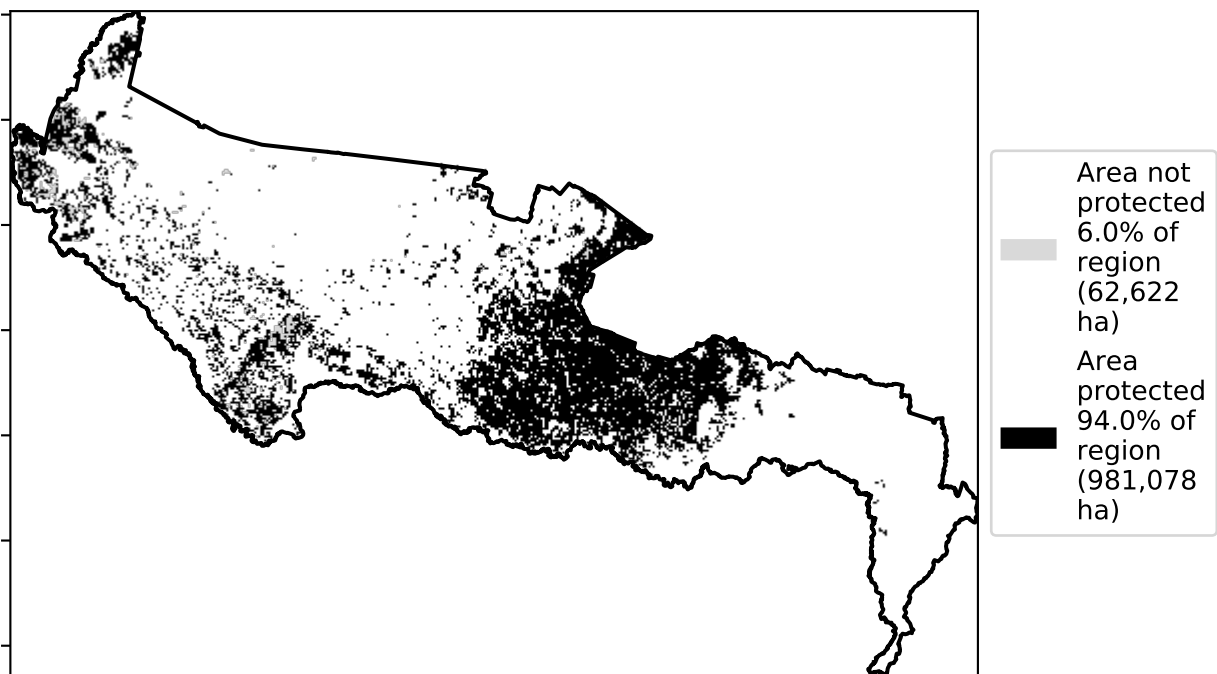 Area not
protected
6.0% of
region
(62,622
ha)
Area
protected
94.0% of
region
(981,078
ha)